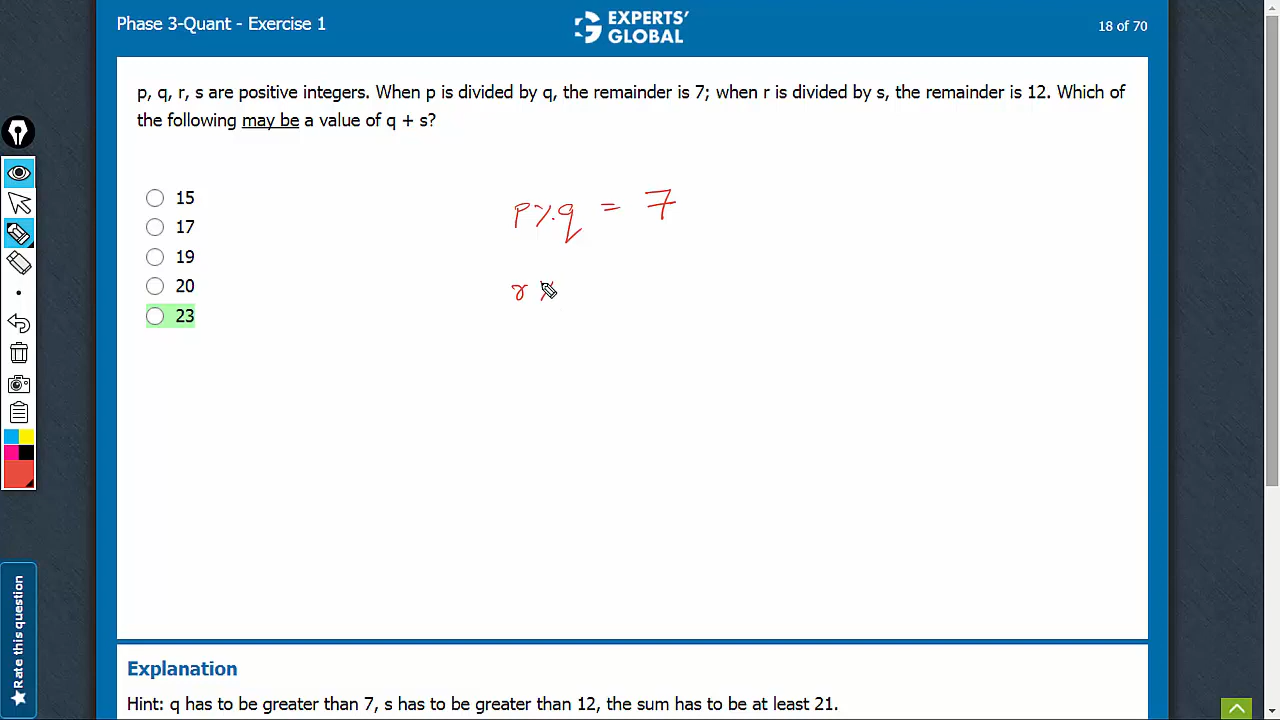 Phase 3-Quant - Exercise 1
EXPERTS'
GLOBAL
18 of 70
p, q, r, s are positive integers. When p is divided by q, the remainder is 7; when r is divided by s, the remainder is 12. Which of
the following may be a value of q + s?
15
17
19
20
23
p % q = 7
r %
Rate this question
Explanation
Hint: q has to be greater than 7, s has to be greater than 12, the sum has to be at least 21.